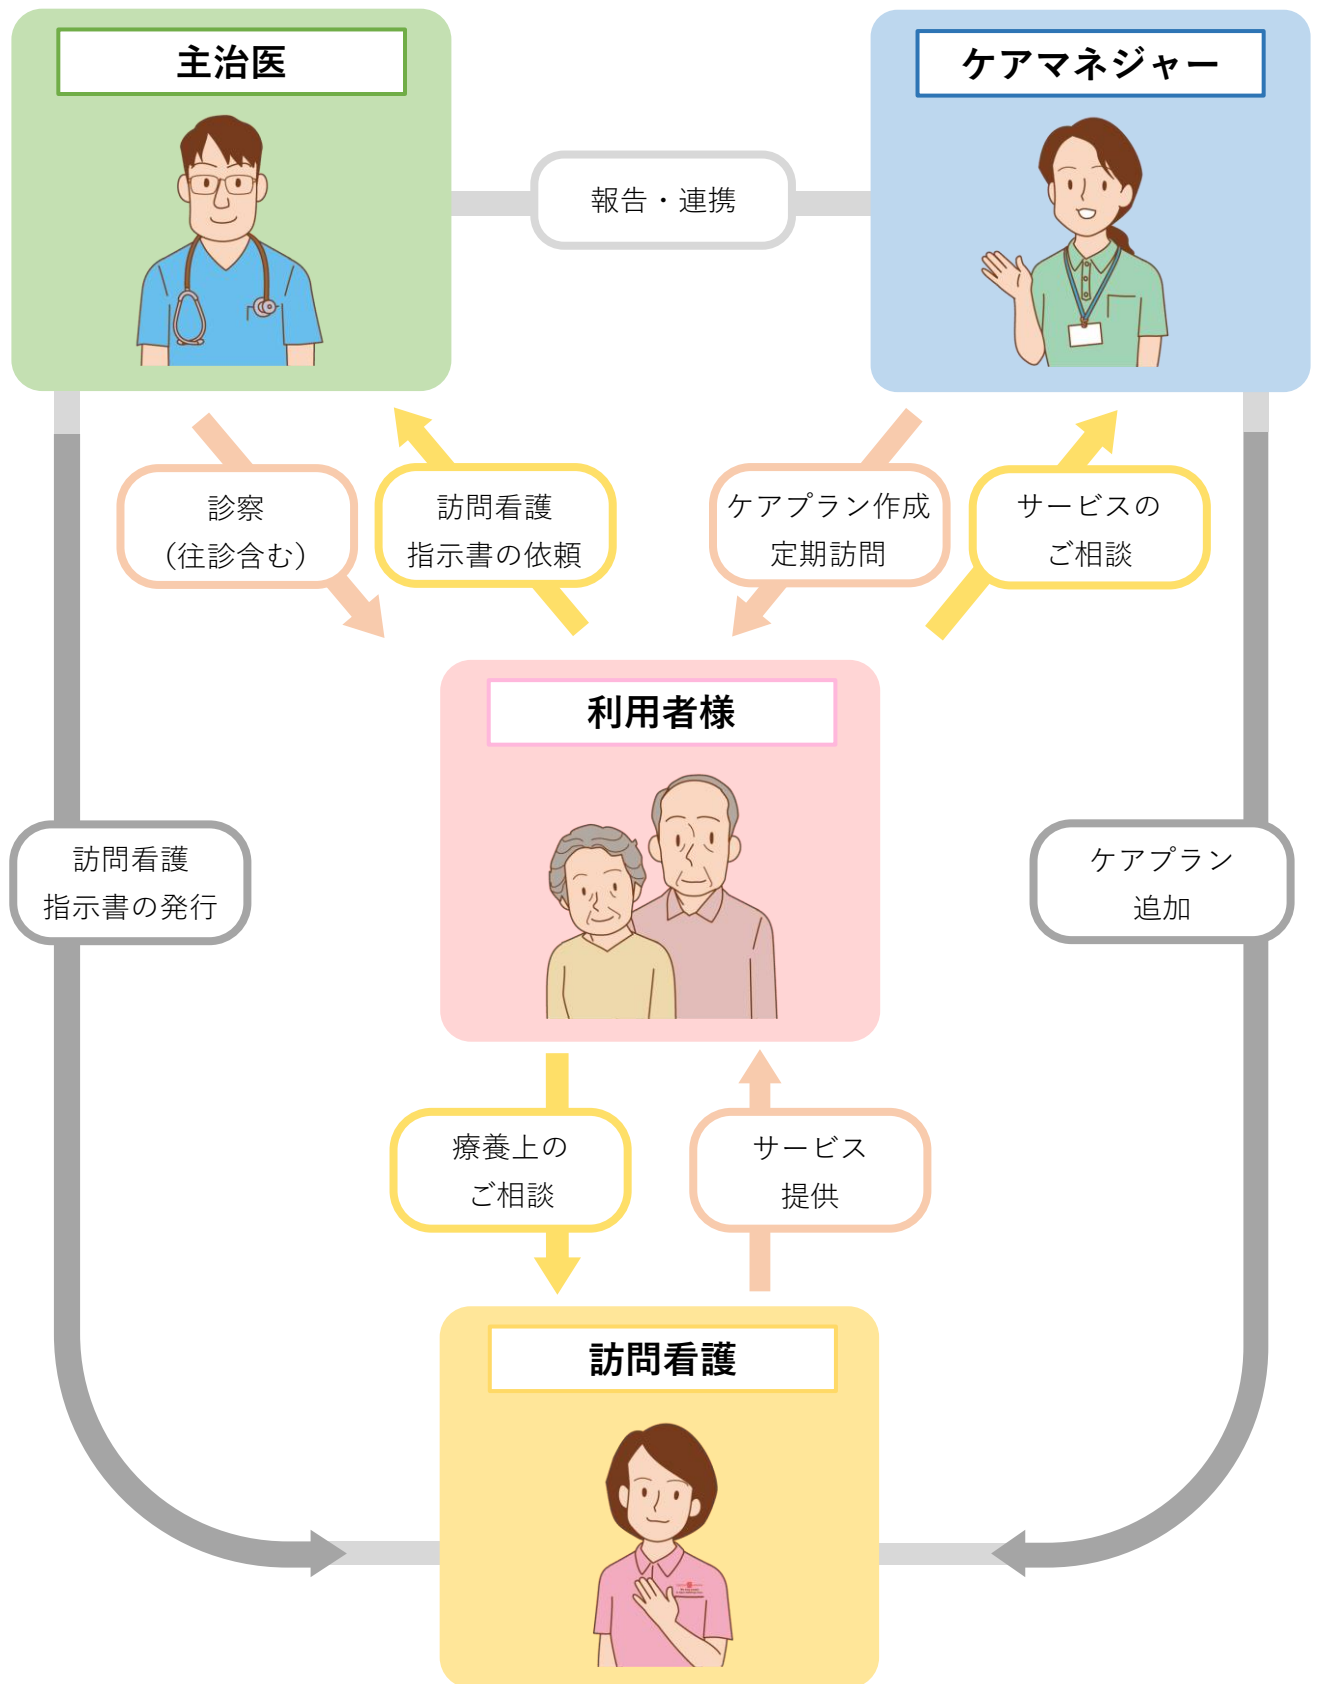 主治医
ケアマネジャー
報告・連携
診察
（往診含む）
訪問看護
指示書の依頼
ケアプラン作成
定期訪問
サービスの
ご相談
利用者様
訪問看護
指示書の発行
ケアプラン
追加
療養上の
ご相談
サービス
提供
訪問看護